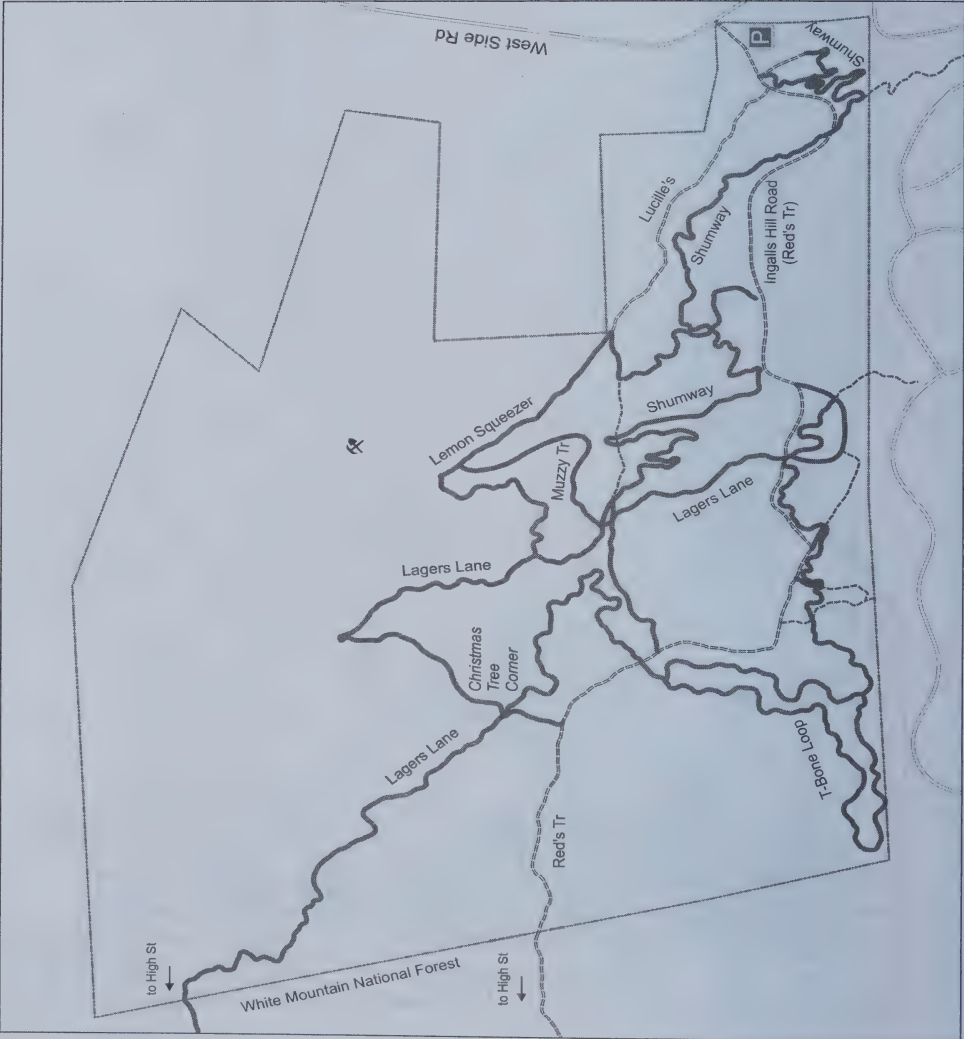 West Side Rd
P
Shumway
Lucille's
Shumway
Ingalls Hill Road
(Red's Tr)
Lemon Squeezer
Shumway
Muzzy Tr
Lagers Lane
Lagers Lane
Christmas
Tree
Corner
Lagers Lane
T-Bone Loop
Red's Tr
to High St
White Mountain National Forest
to High St